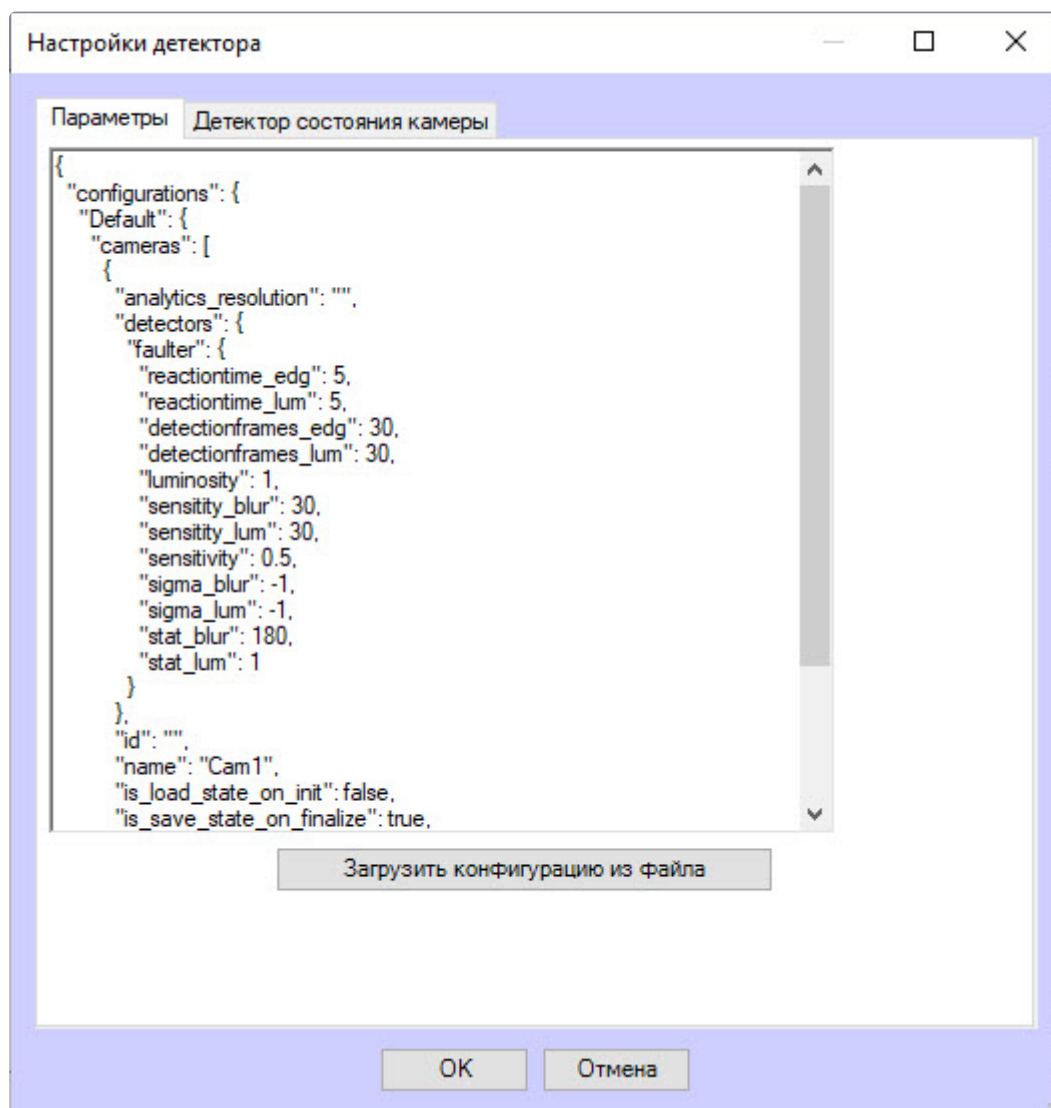 Настройки детектора
Параметры
Детектор состояния камеры
{
"configurations": {
"Default": {
"cameras": [
{
"analytics_resolution": "",
"detectors": {
"faulter": {
"reactiontime_edg": 5,
"reactiontime_lum": 5,
"detectionframes_edg": 30,
"detectionframes_lum": 30,
"luminosity": 1,
"sensitity_blur": 30,
"sensitity_lum": 30,
"sensitivity": 0.5,
"sigma_blur": -1,
"sigma_lum": -1,
"stat_blur": 180,
"stat_lum": 1
}
},
"id": "",
"name": "Cam1",
"is_load_state_on_init": false,
"is_save_state_on_finalize": true,
Загрузить конфигурацию из файла
OK
Отмена